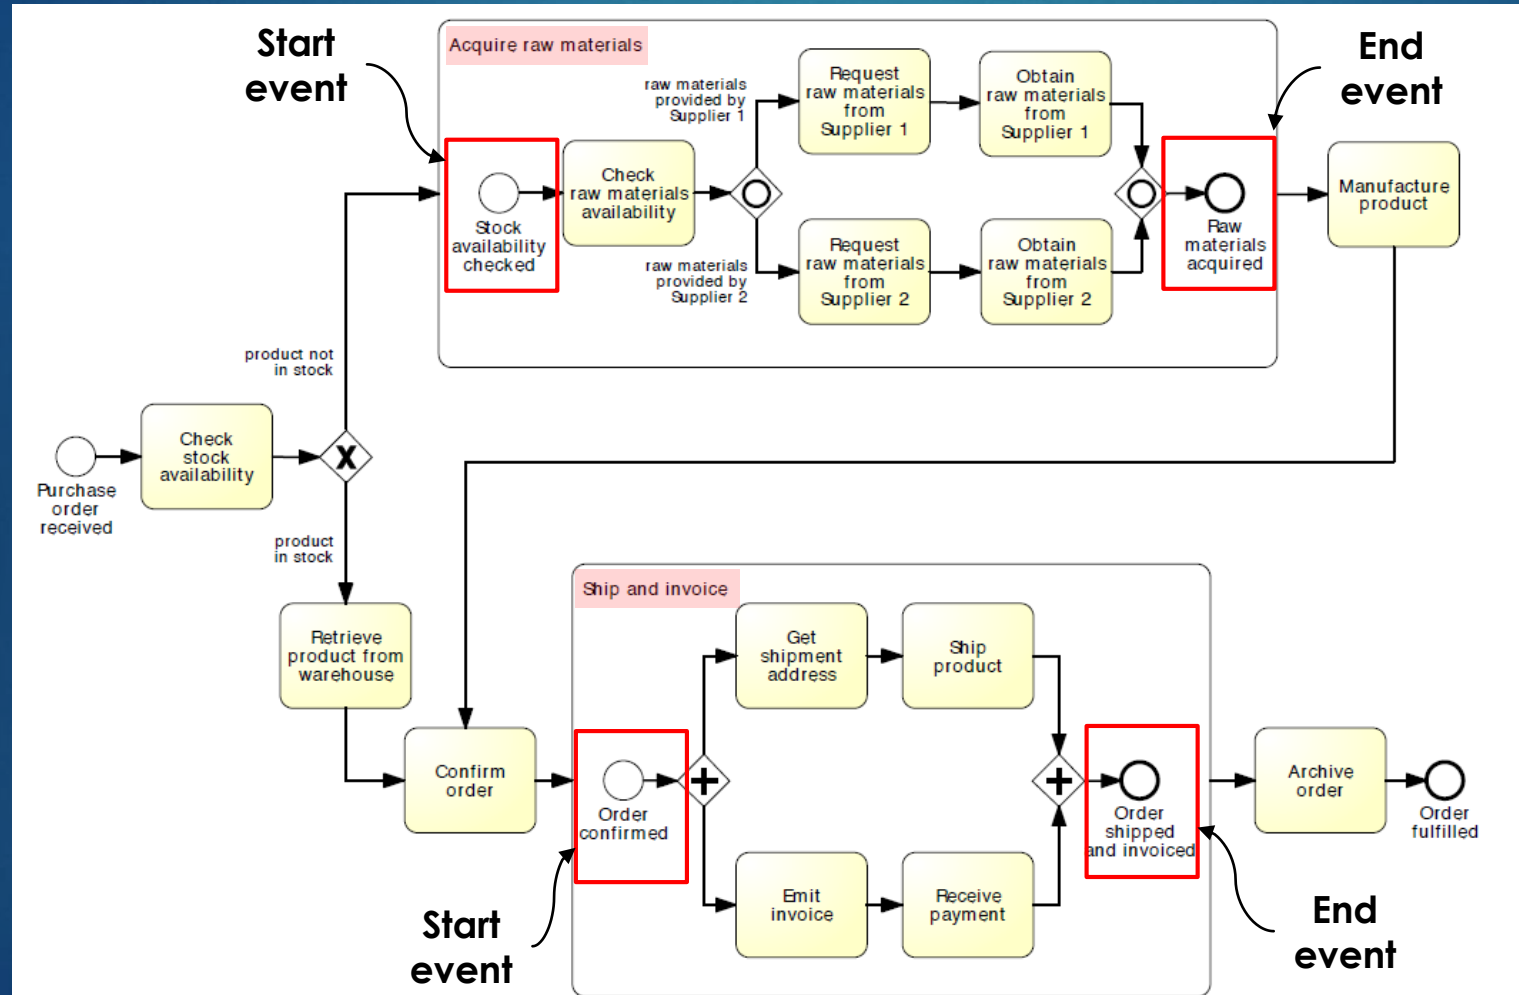 Start
event
Acquire raw materials
End
event
raw materials
provided by
Supplier 1
Request
raw materials
from
Supplier 1
Obtain
raw materials
from
Supplier 1
Stock
availability
checked
Check
raw materials
availability
Raw
materials
acquired
Manufacture
product
raw materials
provided by
Supplier 2
Request
raw materials
from
Supplier 2
Obtain
raw materials
from
Supplier 2
product not
in stock
Purchase
order
received
Check
stock
availability
X
product
in stock
Retrieve
product from
warehouse
Confirm
order
Ship and invoice
Get
shipment
address
Ship
product
Order
confirmed
Order
shipped
and invoiced
Archive
order
Order
fulfilled
Emit
invoice
Receive
payment
Start
event
End
event